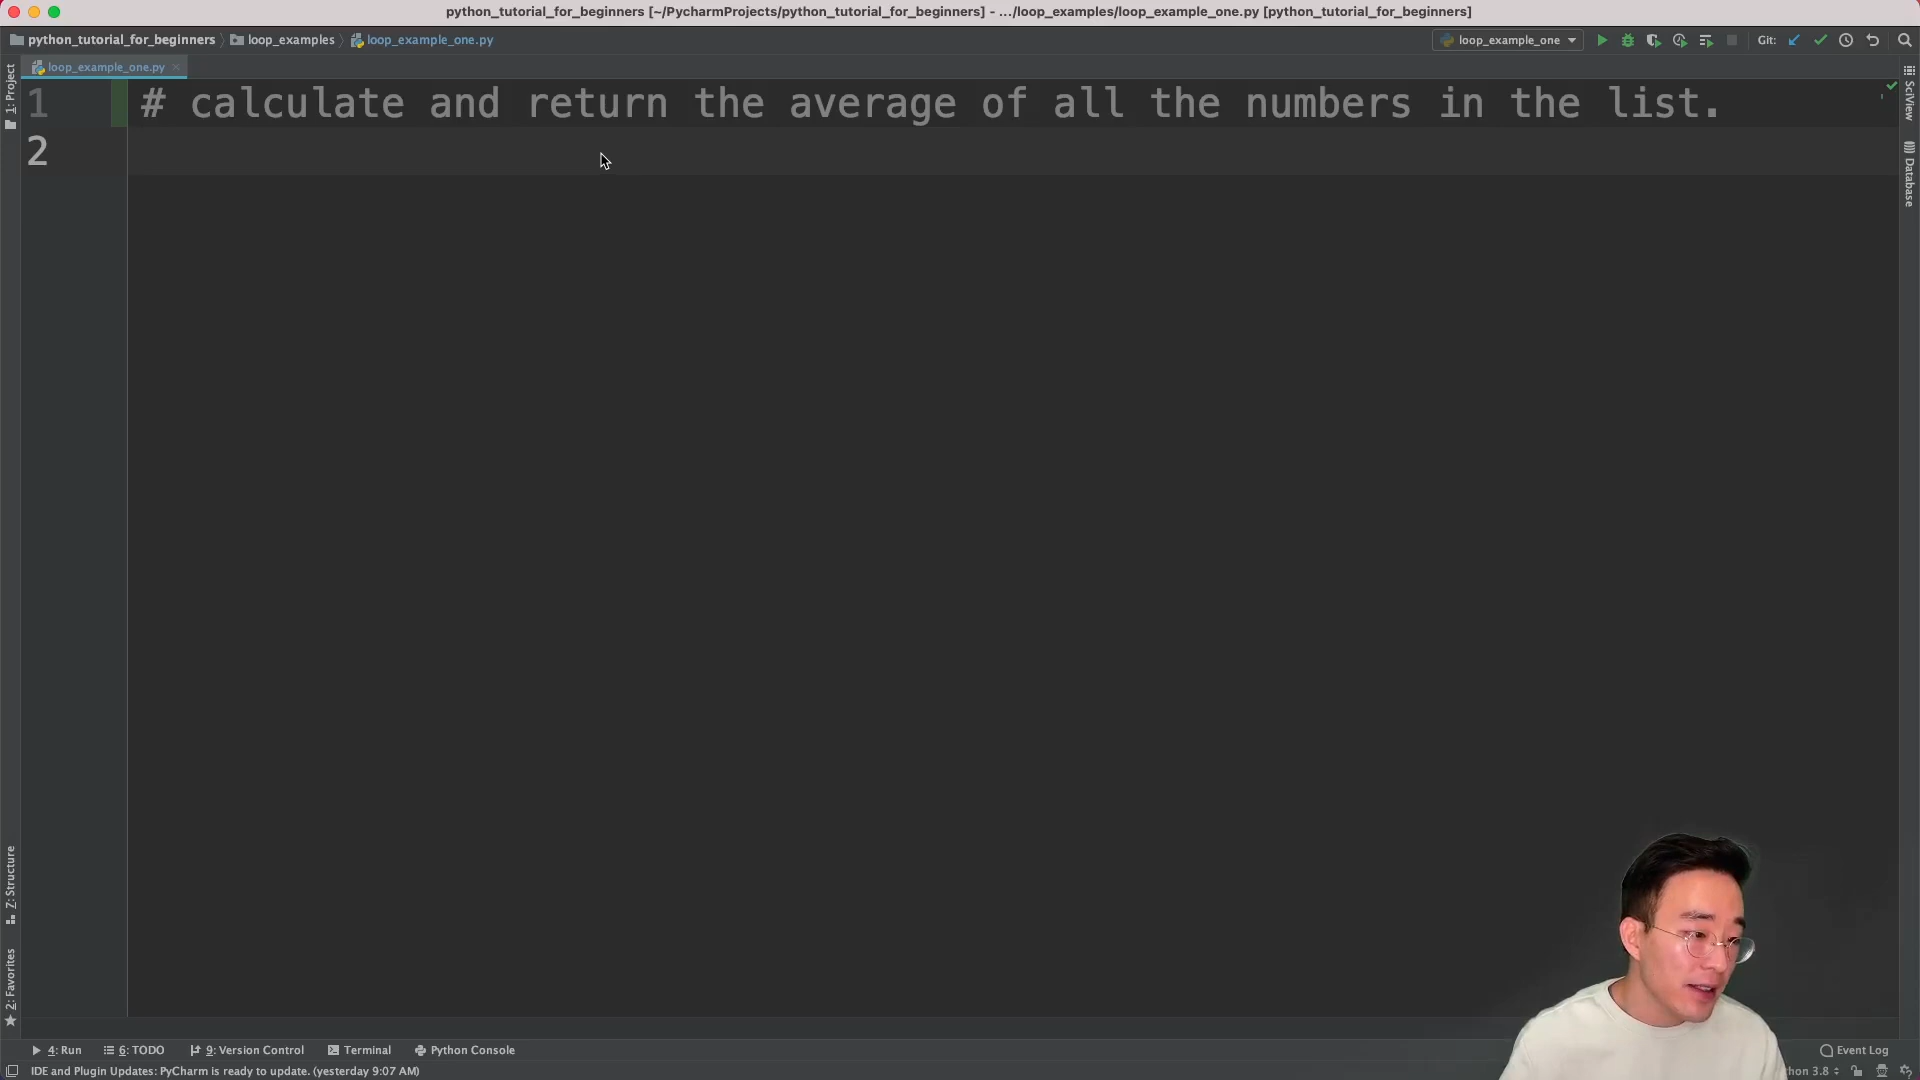 python_tutorial_for_beginners [~/PycharmProjects/python_tutorial_for_beginners] - .../loop_examples/loop_example_one.py [python_tutorial_for_beginners]
python_tutorial_for_beginners loop_examples loop_example_one.py loop_example_one Git:
loop_example_one.py
1 # calculate and return the average of all the numbers in the list.
2
1: Project
Z: Structure
2: Favorites
SciView
Database
4: Run 6: TODO 9: Version Control Terminal Python Console Event Log
IDE and Plugin Updates: PyCharm is ready to update. (yesterday 9:07 AM) hon 3.8